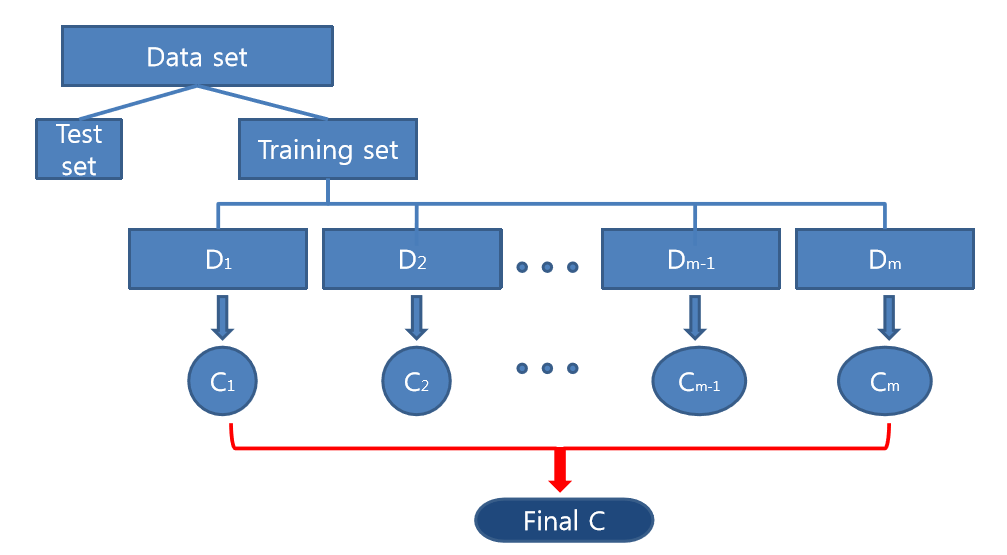 Data set
Test
set
Training set
D1
D2
Dm-1
Dm
C1
C2
Cm-1
Cm
Final C